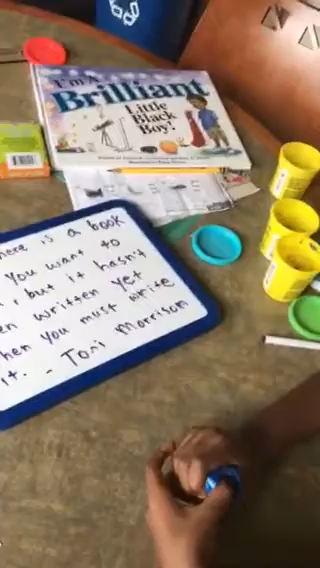 I'm A
Brilliant
Little
Black
Boy!
here is a book
you want to
, but it hasn't
en written yet
hen you must write
it. - Toni Morrison